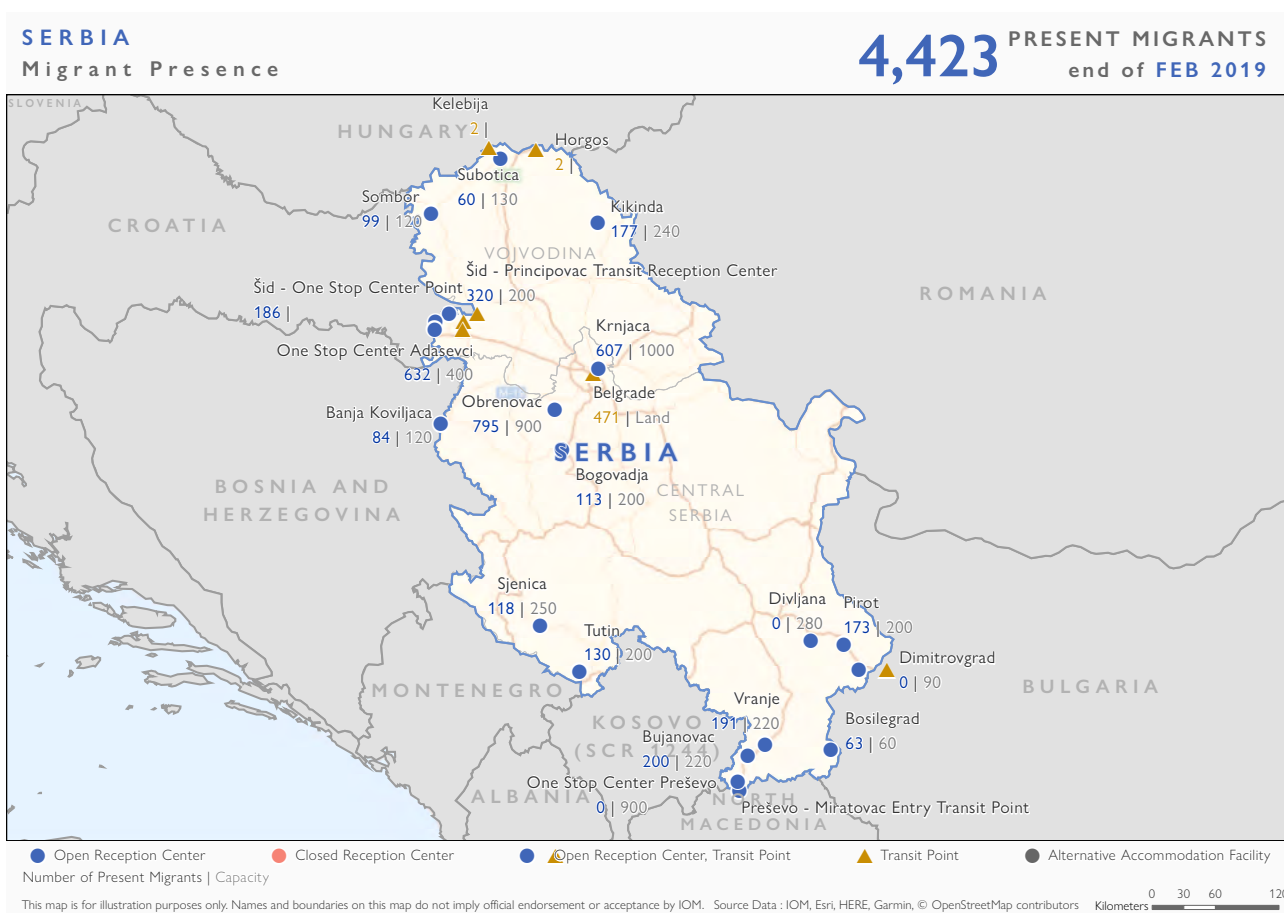 SERBIA
Migrant Presence
4,423 PRESENT MIGRANTS
end of FEB 2019
SLOVENIA
Kelebija
HUNGARY 2 |
Horgos
2 |
Subotica
60 | 130
Sombor
99 | 120
Kikinda
177 | 240
CROATIA
VOJVODINA
Šid - Principovac Transit Reception Center
320 | 200
Šid - One Stop Center Point
186 |
ROMANIA
Krnjaca
607 | 1000
One Stop Center Adasevci
632 | 400
Belgrade
471 | Land
Obrenovac
795 | 900
Banja Koviljaca
84 | 120
SERBIA
Bogovadja
113 | 200
CENTRAL
SERBIA
BOSNIA AND
HERZEGOVINA
Sjenica
118 | 250
Tutin
130 | 200
Divljana
0 | 280
Pirot
173 | 200
Dimitrovgrad
0 | 90
MONTENEGRO
BULGARIA
Vranje
191 | 220
KOSOVO
(SCR 1244)
Bujanovac
200 | 220
Bosilegrad
63 | 60
One Stop Center Preševo
0 | 900
ALBANIA
NORTH
MACEDONIA
Preševo - Miratovac Entry Transit Point
Open Reception Center
Closed Reception Center
Open Reception Center, Transit Point
Transit Point
Alternative Accommodation Facility
Number of Present Migrants | Capacity
This map is for illustration purposes only. Names and boundaries on this map do not imply official endorsement or acceptance by IOM. Source Data : IOM, Esri, HERE, Garmin, © OpenStreetMap contributors
Kilometers 0 30 60